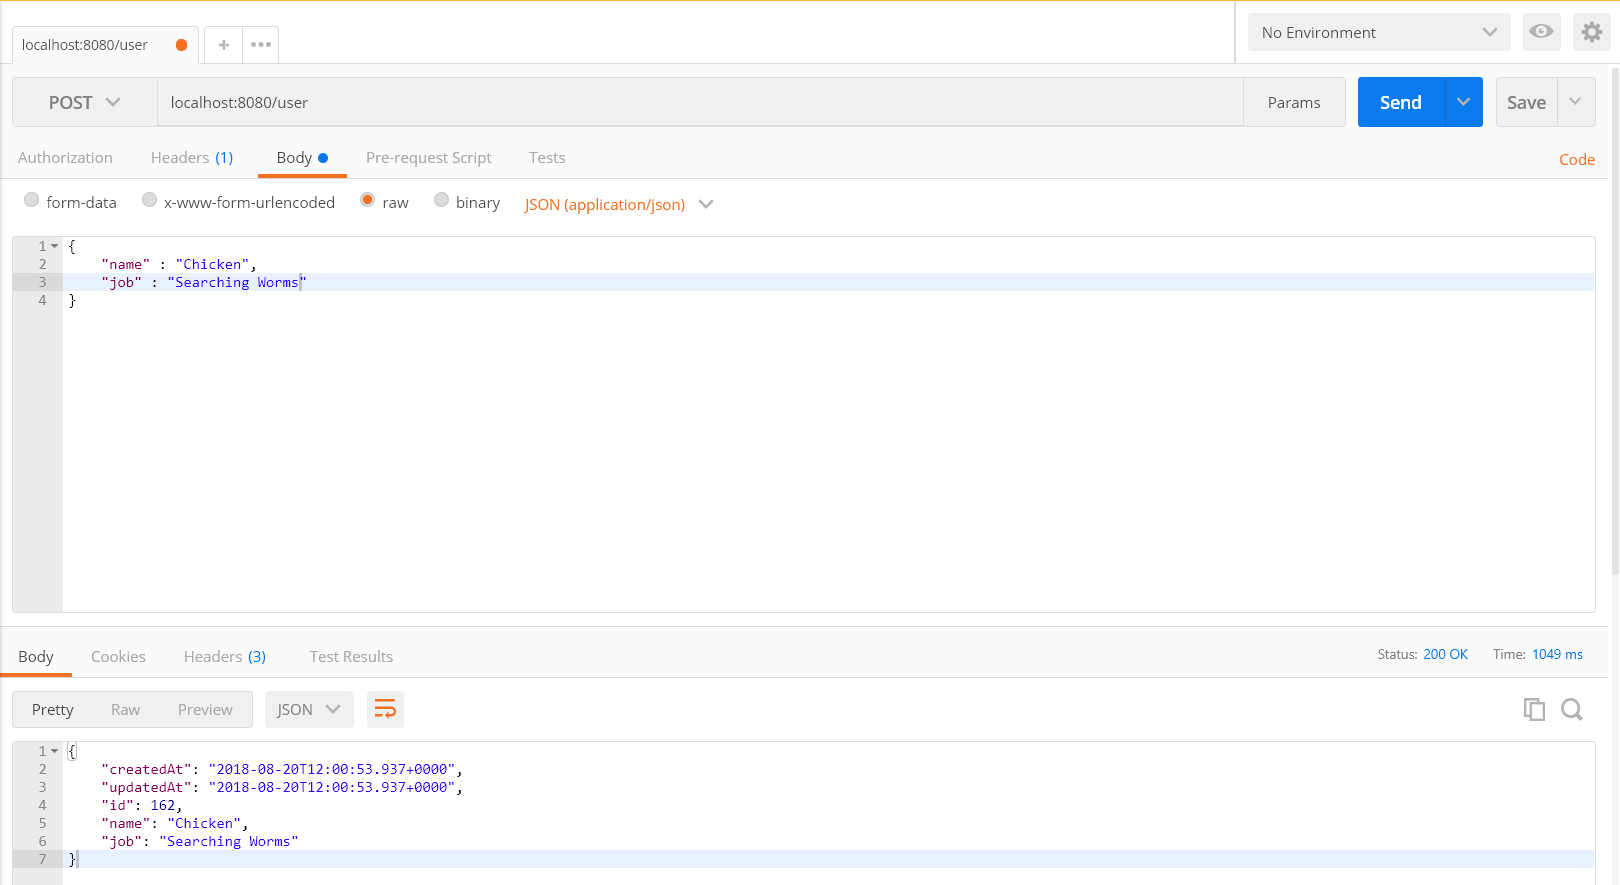 localhost:8080/user + ••• No Environment
POST localhost:8080/user Params Send Save
Authorization Headers (1) Body Pre-request Script Tests Code
form-data x-www-form-urlencoded raw binary JSON (application/json)
1 {
2 "name" : "Chicken",
3 "job" : "Searching Worms"
4 }
Body Cookies Headers (3) Test Results Status: 200 OK Time: 1049 ms
Pretty Raw Preview JSON
1 {
2 "createdAt": "2018-08-20T12:00:53.937+0000",
3 "updatedAt": "2018-08-20T12:00:53.937+0000",
4 "id": 162,
5 "name": "Chicken",
6 "job": "Searching Worms"
7 }